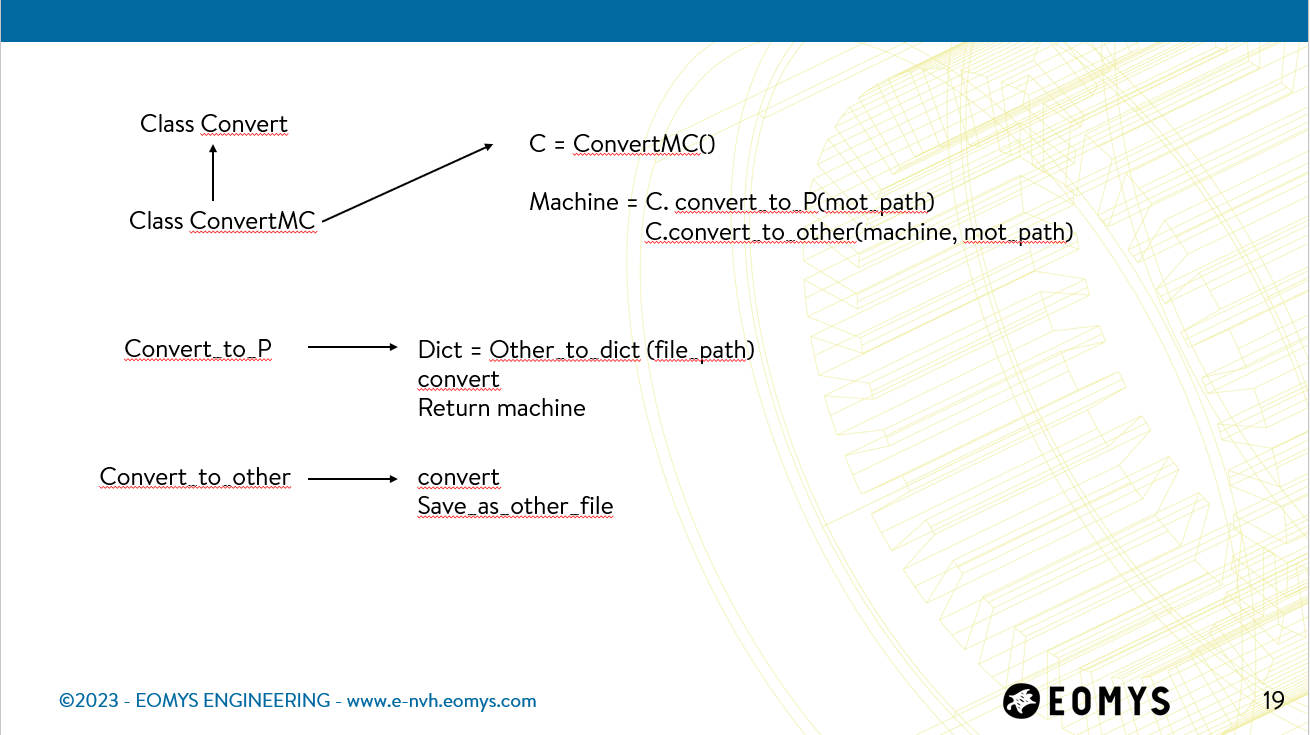 Class Convert
Class ConvertMC
C = ConvertMC()
Machine = C. convert_to_P(mot_path)
C.convert_to_other(machine, mot_path)
Convert_to_P
Dict = Other_to_dict (file_path)
convert
Return machine
Convert_to_other
convert
Save_as_other_file
©2023 - EOMYS ENGINEERING - www.e-nvh.eomys.com
EOMYS
19